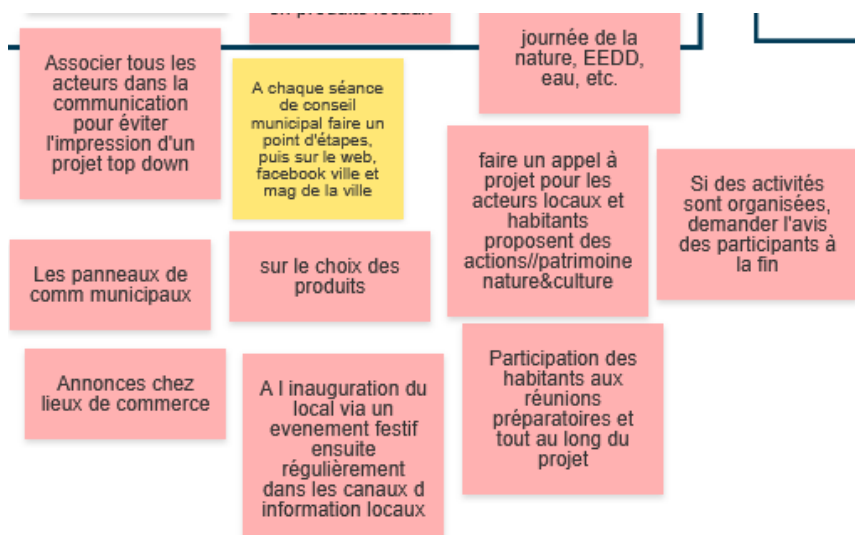 en produits locaux
journée de la
nature, EEDD,
eau, etc.
Associer tous les
acteurs dans la
communication
pour éviter
l'impression d'un
projet top down
A chaque séance
de conseil
municipal faire un
point d'étapes,
puis sur le web,
facebook ville et
mag de la ville
faire un appel à
projet pour les
acteurs locaux et
habitants
proposent des
actions//patrimoine
nature&culture
Si des activités
sont organisées,
demander l'avis
des participants à
la fin
Les panneaux de
comm municipaux
sur le choix des
produits
Annonces chez
lieux de commerce
A l inauguration du
local via un
evenement festif
ensuite
régulièrement
dans les canaux d
information locaux
Participation des
habitants aux
réunions
préparatoires et
tout au long du
projet